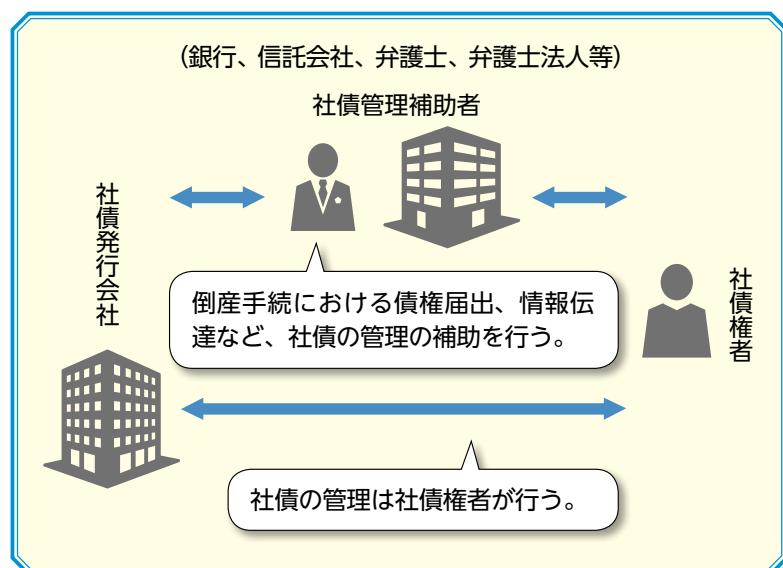 （銀行、信託会社、弁護士、弁護士法人等）
社債管理補助者
社債発行会社
倒産手続における債権届出、情報伝
達など、社債の管理の補助を行う。
社債権者
社債の管理は社債権者が行う。